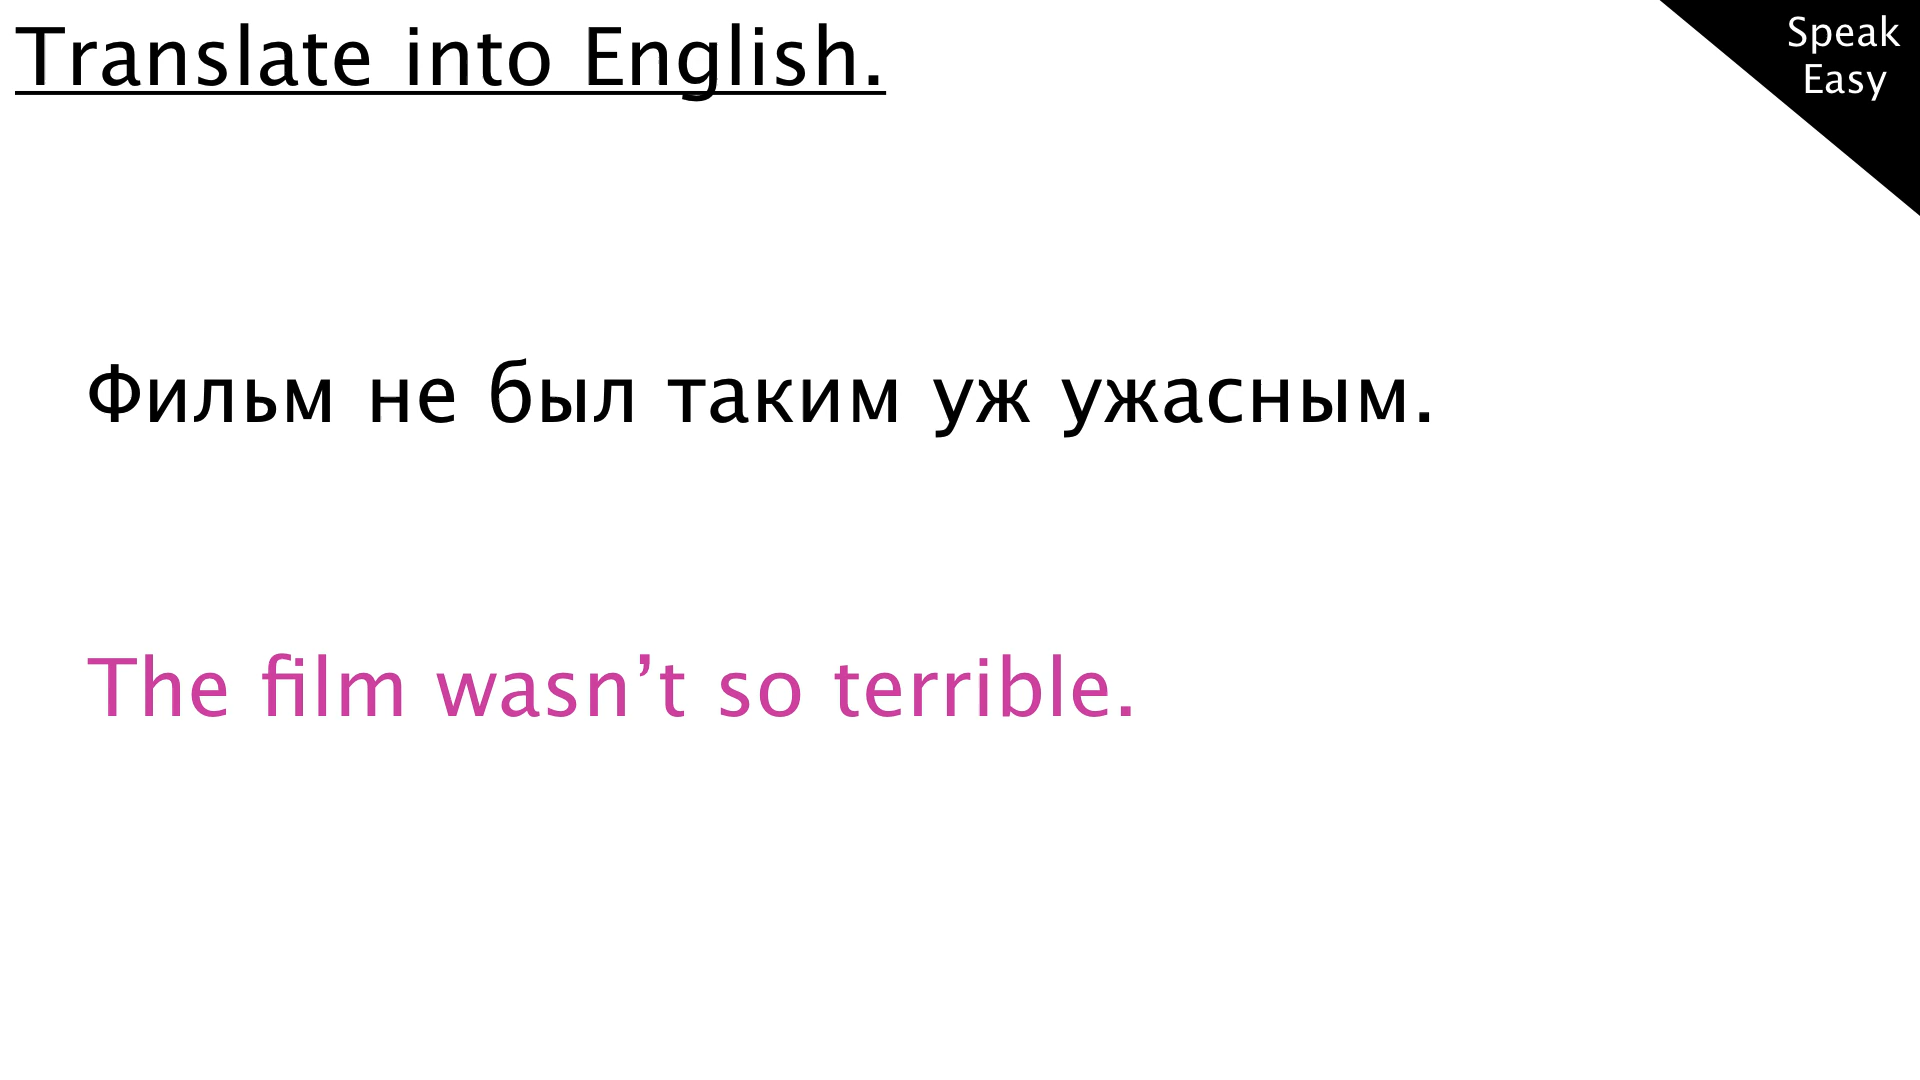 Translate into English.
Speak
Easy
Фильм не был таким уж ужасным.
The film wasn’t so terrible.